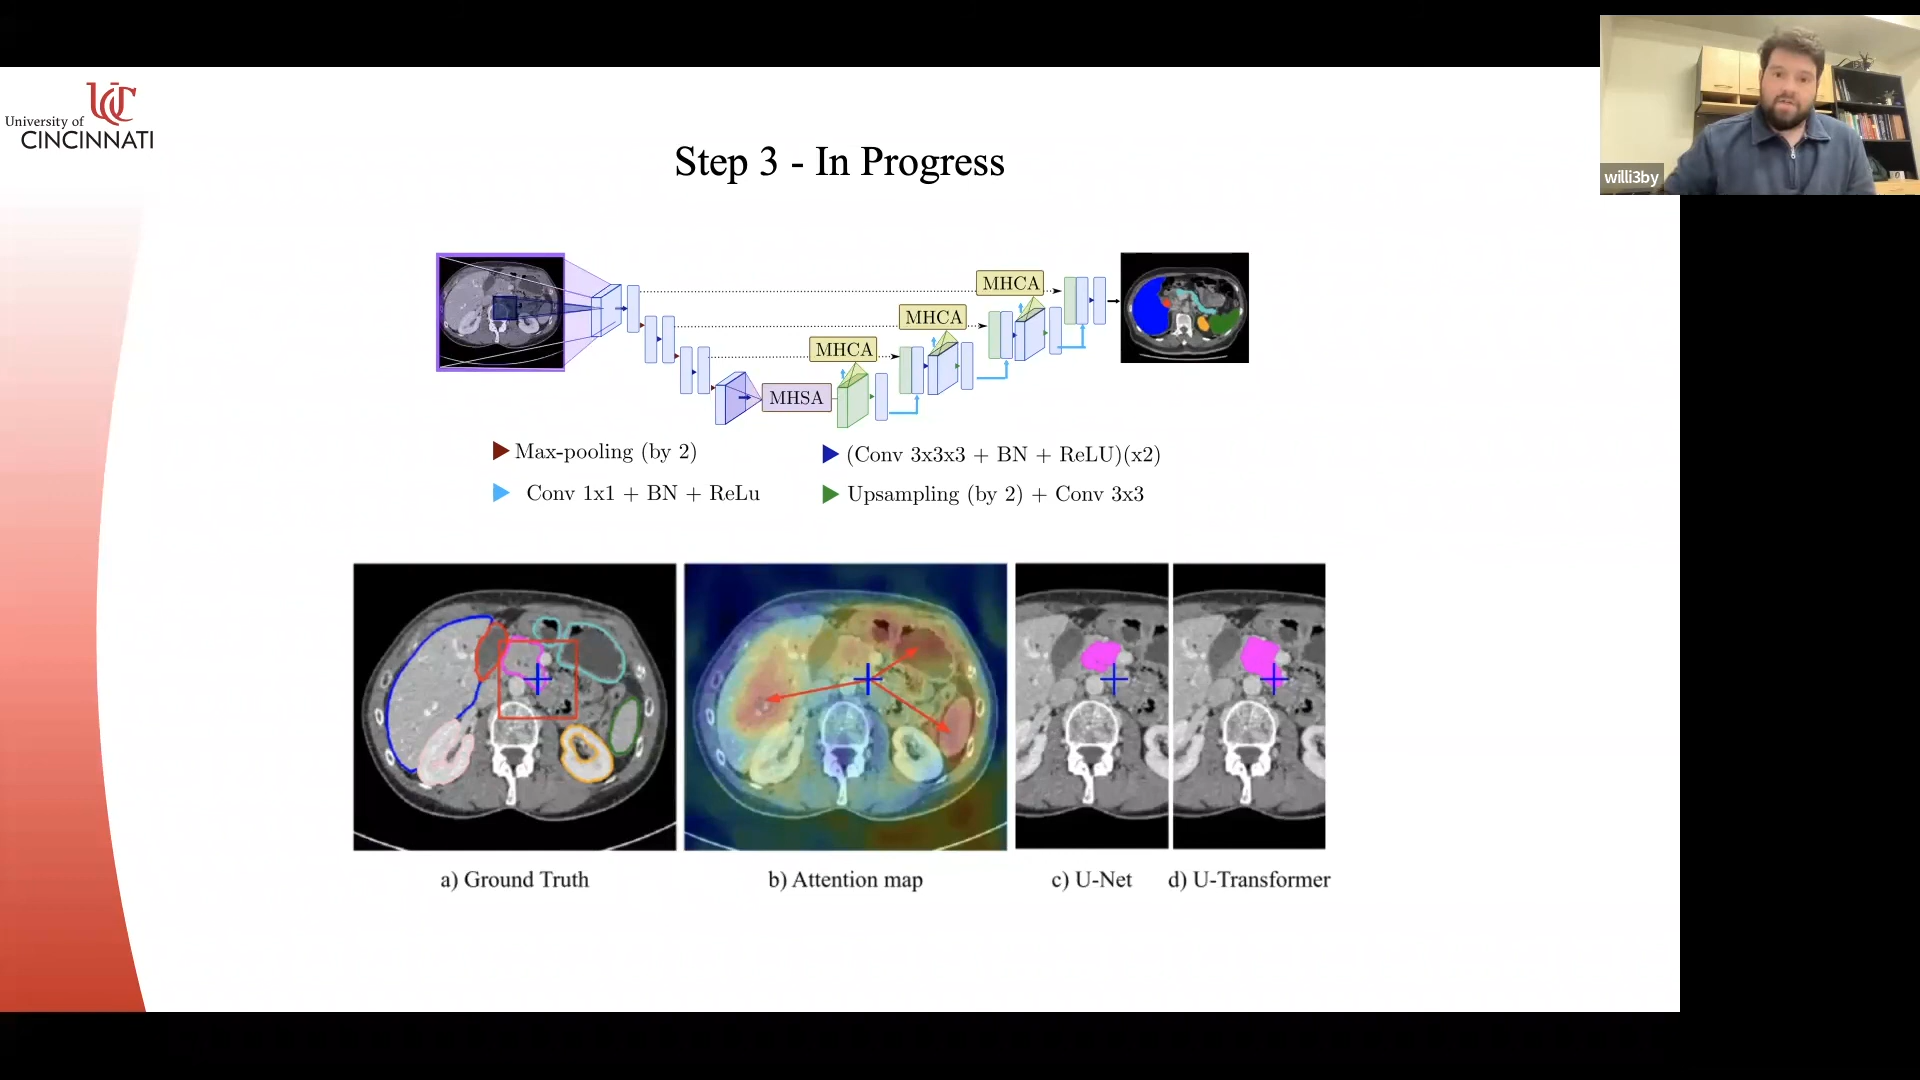 University of
CINCINNATI
willi3by
Step 3 - In Progress
MHCA
MHCA
MHCA
MHSA
Max-pooling (by 2)
(Conv 3x3x3 + BN + ReLU)(x2)
Conv 1x1 + BN + ReLu
Upsampling (by 2) + Conv 3x3
a) Ground Truth
b) Attention map
c) U-Net
d) U-Transformer